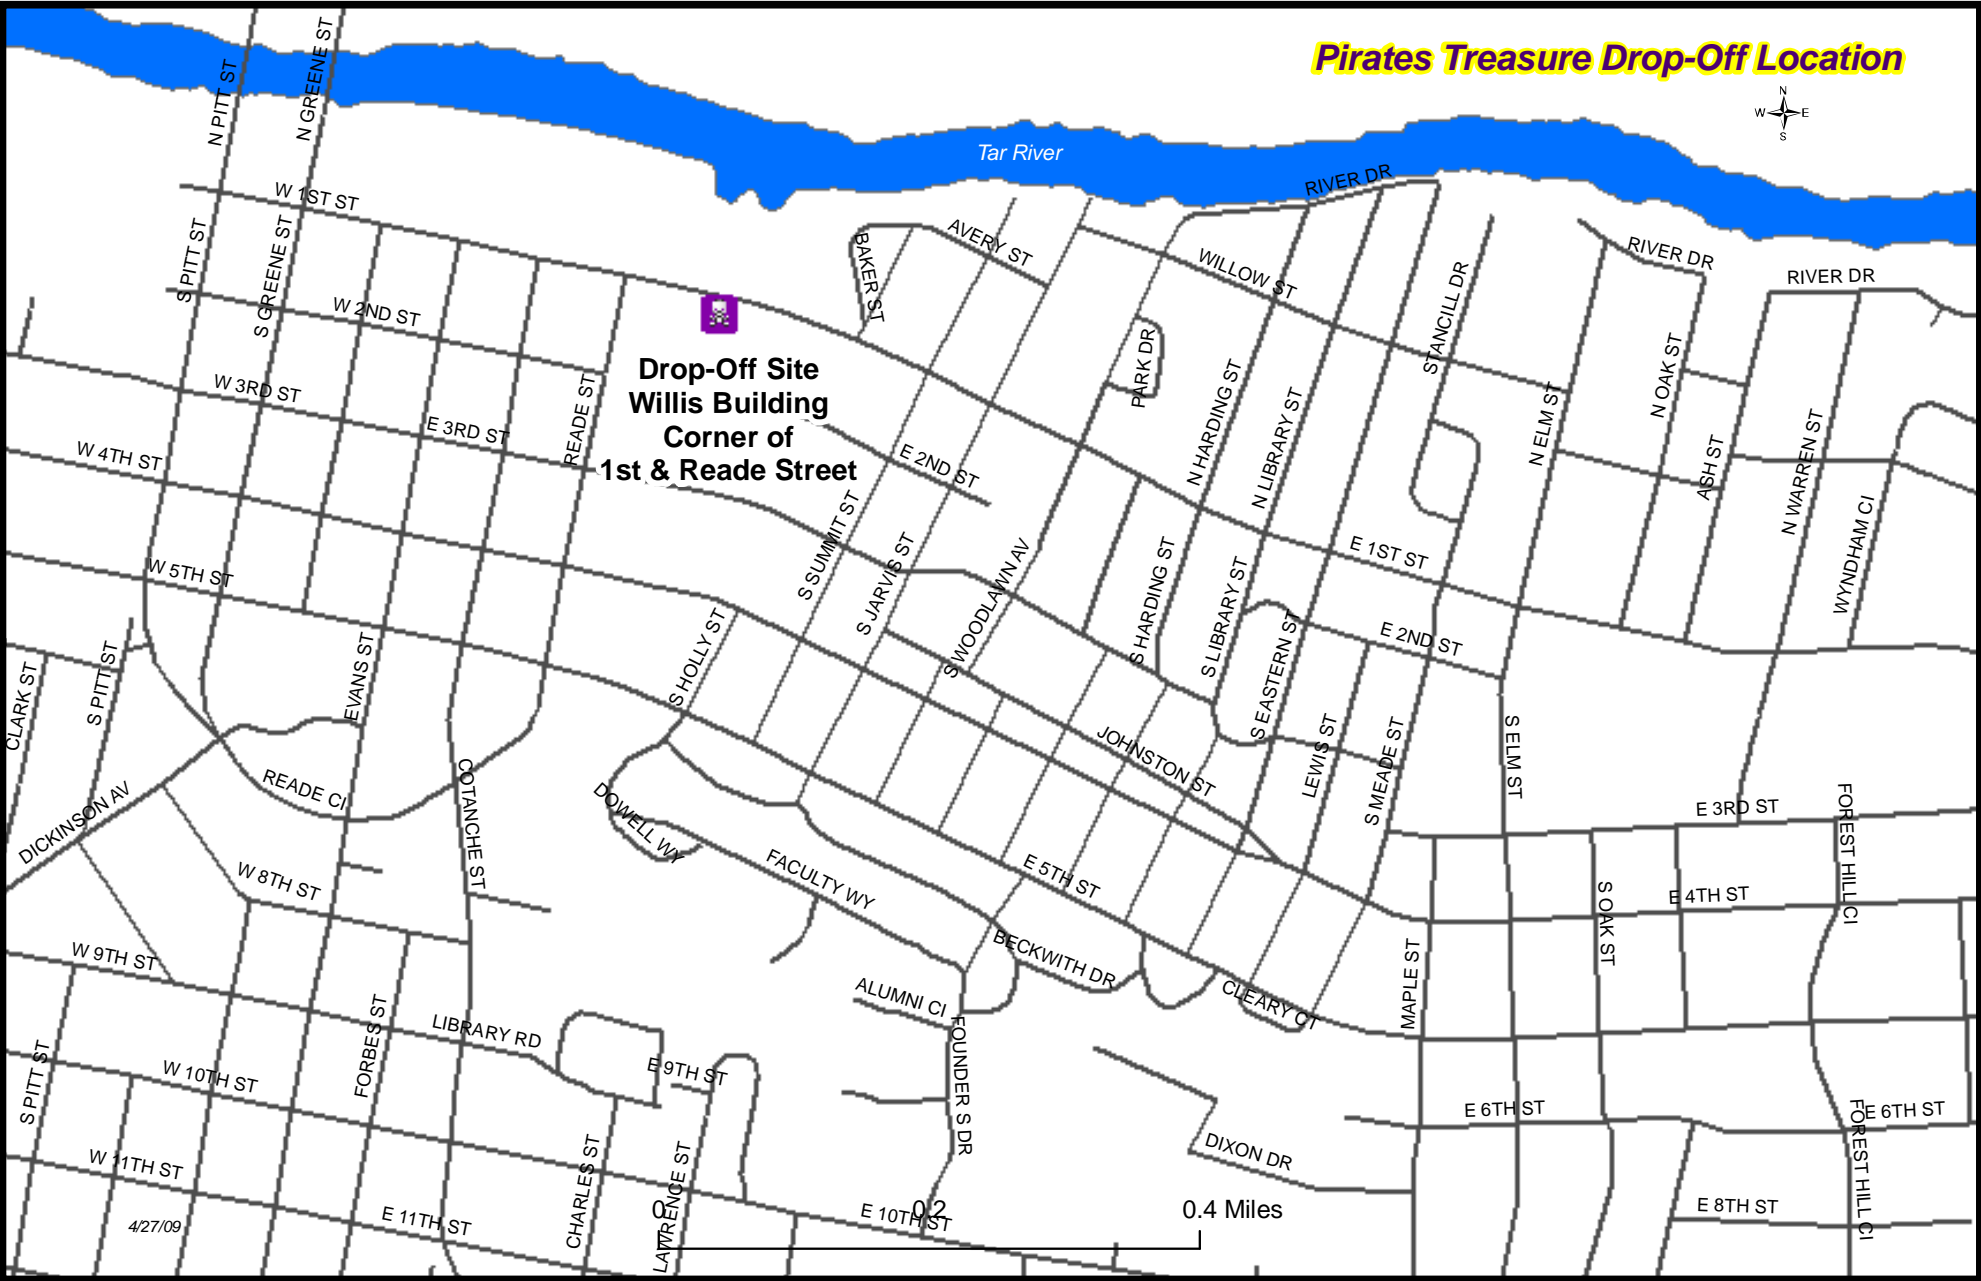 Pirates Treasure Drop-Off Location
N
W E
S
Tar River
N PITT ST
N GREENE ST
RIVER DR
W 1ST ST
S PITT ST
S GREENE ST
BAKER ST
AVERY ST
WILLOW ST
STANCILL DR
RIVER DR
RIVER DR
W 2ND ST
PARK DR
N OAK ST
Drop-Off Site
Willis Building
Corner of
1st & Reade Street
W 3RD ST
E 3RD ST
READE ST
N HARDING ST
N LIBRARY ST
N ELM ST
ASH ST
N WARREN ST
W 4TH ST
E 2ND ST
WYNDHAM CI
S SUMMIT ST
S JARVIS ST
S WOODLAWN AV
S HARDING ST
S LIBRARY ST
E 1ST ST
W 5TH ST
S HOLLY ST
S EASTERN ST
E 2ND ST
CLARK ST
S PITT ST
EVANS ST
LEWIS ST
S MEADE ST
S ELM ST
JOHNSTON ST
READE CI
COTANCHE ST
DICKINSON AV
DOWELL WY
E 3RD ST
FOREST HILL CI
W 8TH ST
FACULTY WY
E 5TH ST
S OAK ST
E 4TH ST
W 9TH ST
BECKWITH DR
MAPLE ST
ALUMNI CI
CLEARY CT
FORBES ST
LIBRARY RD
FOUNDER S DR
S PITT ST
W 10TH ST
E 9TH ST
E 6TH ST
E 6TH ST
FOREST HILL CI
W 11TH ST
CHARLES ST
LAWRENCE ST
DIXON DR
E 8TH ST
4/27/09
E 11TH ST
E 10TH ST
0 0.2 0.4 Miles